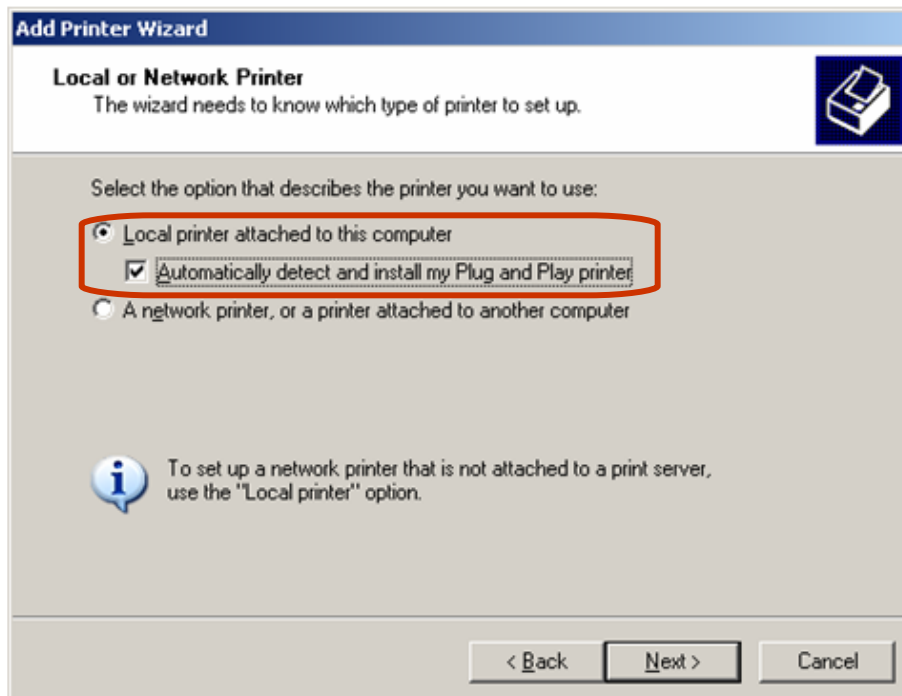 Add Printer Wizard
Local or Network Printer
The wizard needs to know which type of printer to set up.
Select the option that describes the printer you want to use:
Local printer attached to this computer
Automatically detect and install my Plug and Play printer
A network printer, or a printer attached to another computer
To set up a network printer that is not attached to a print server,
use the "Local printer" option.
< Back
Next >
Cancel